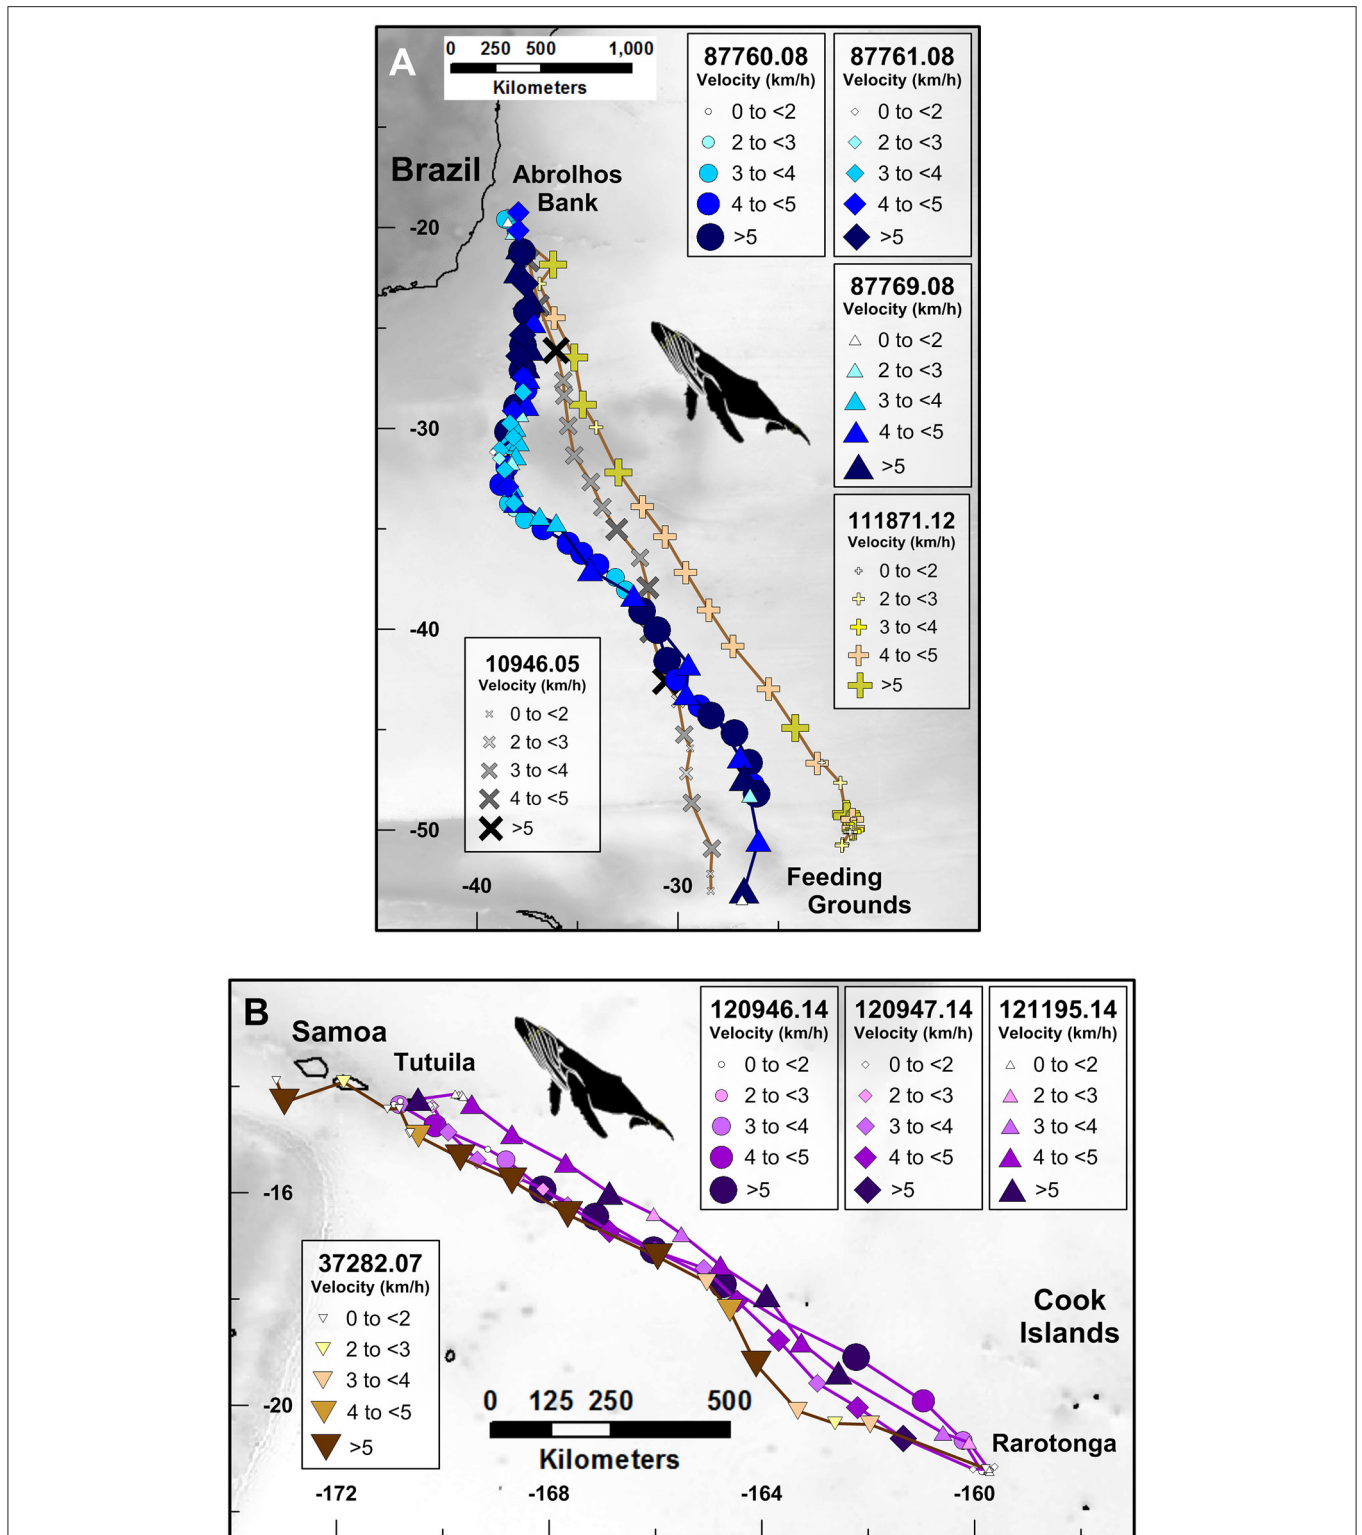 A
0 250 500 1,000
Kilometers
Brazil
Abrolhos
Bank
87760.08
Velocity (km/h)
0 to <2
2 to <3
3 to <4
4 to <5
>5
87761.08
Velocity (km/h)
0 to <2
2 to <3
3 to <4
4 to <5
>5
87769.08
Velocity (km/h)
0 to <2
2 to <3
3 to <4
4 to <5
>5
111871.12
Velocity (km/h)
0 to <2
2 to <3
3 to <4
4 to <5
>5
10946.05
Velocity (km/h)
0 to <2
2 to <3
3 to <4
4 to <5
>5
-20
-30
-40
-50
-40 -30
Feeding
Grounds
B
Samoa
Tutuila
120946.14
Velocity (km/h)
0 to <2
2 to <3
3 to <4
4 to <5
>5
120947.14
Velocity (km/h)
0 to <2
2 to <3
3 to <4
4 to <5
>5
121195.14
Velocity (km/h)
0 to <2
2 to <3
3 to <4
4 to <5
>5
-16
37282.07
Velocity (km/h)
0 to <2
2 to <3
3 to <4
4 to <5
>5
Cook
Islands
-20
0 125 250 500
Kilometers
Rarotonga
-172 -168 -164 -160